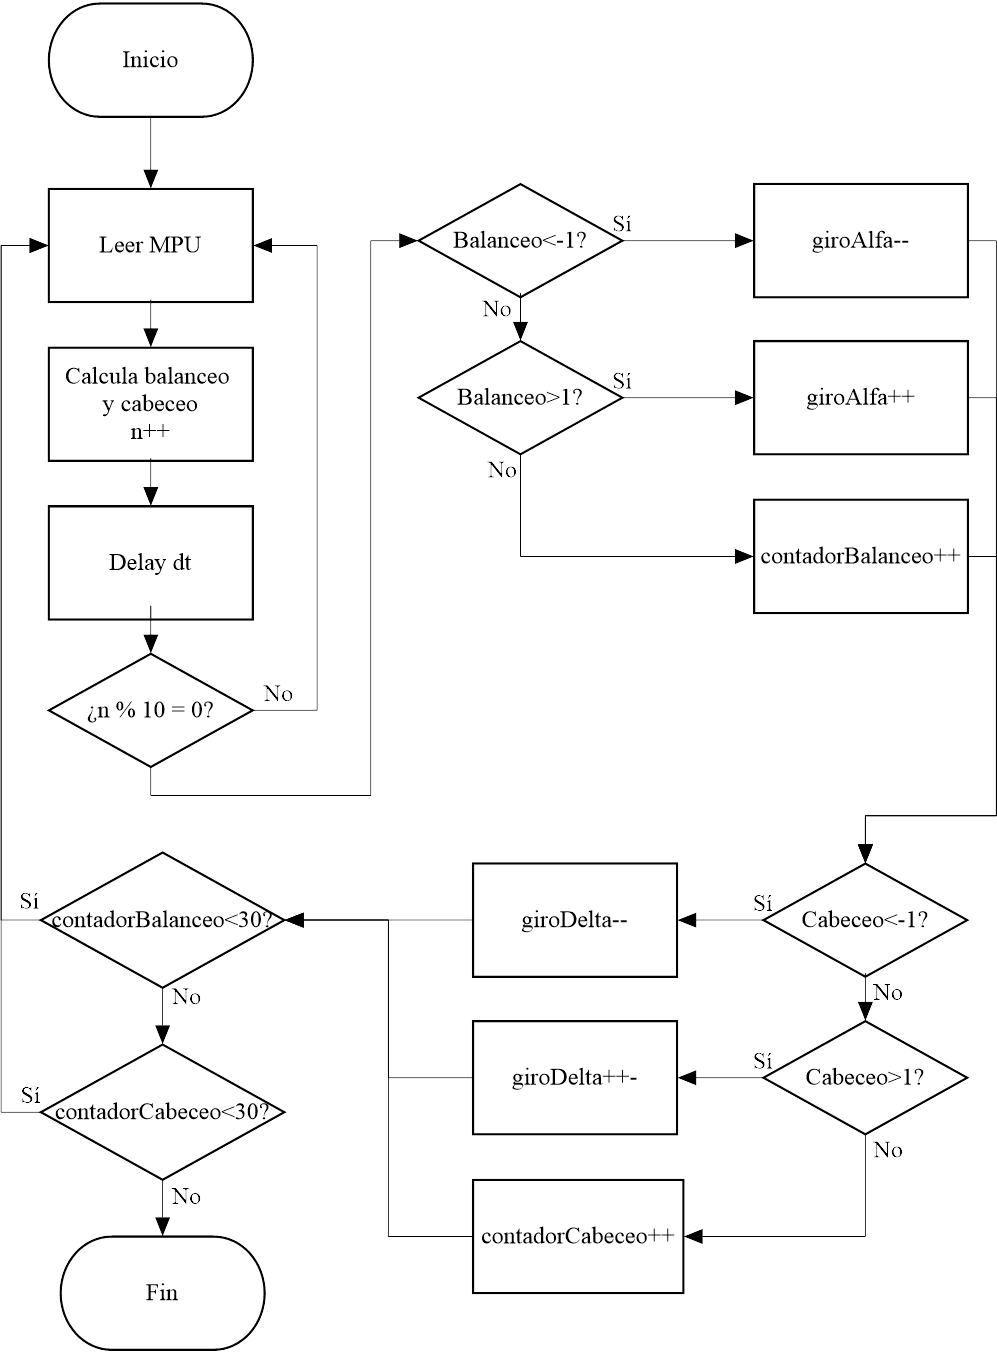 Inicio
Leer MPU
Calcula balanceo
y cabeceo
n++
Delay dt
¿n % 10 = 0?
No
Balanceo<-1?
Sí
giroAlfa--
No
Balanceo>1?
Sí
giroAlfa++
No
contadorBalanceo++
Cabeceo<-1?
Sí
giroDelta--
No
Cabeceo>1?
Sí
giroDelta++-
No
contadorCabeceo++
contadorBalanceo<30?
Sí
No
contadorCabeceo<30?
Sí
No
Fin